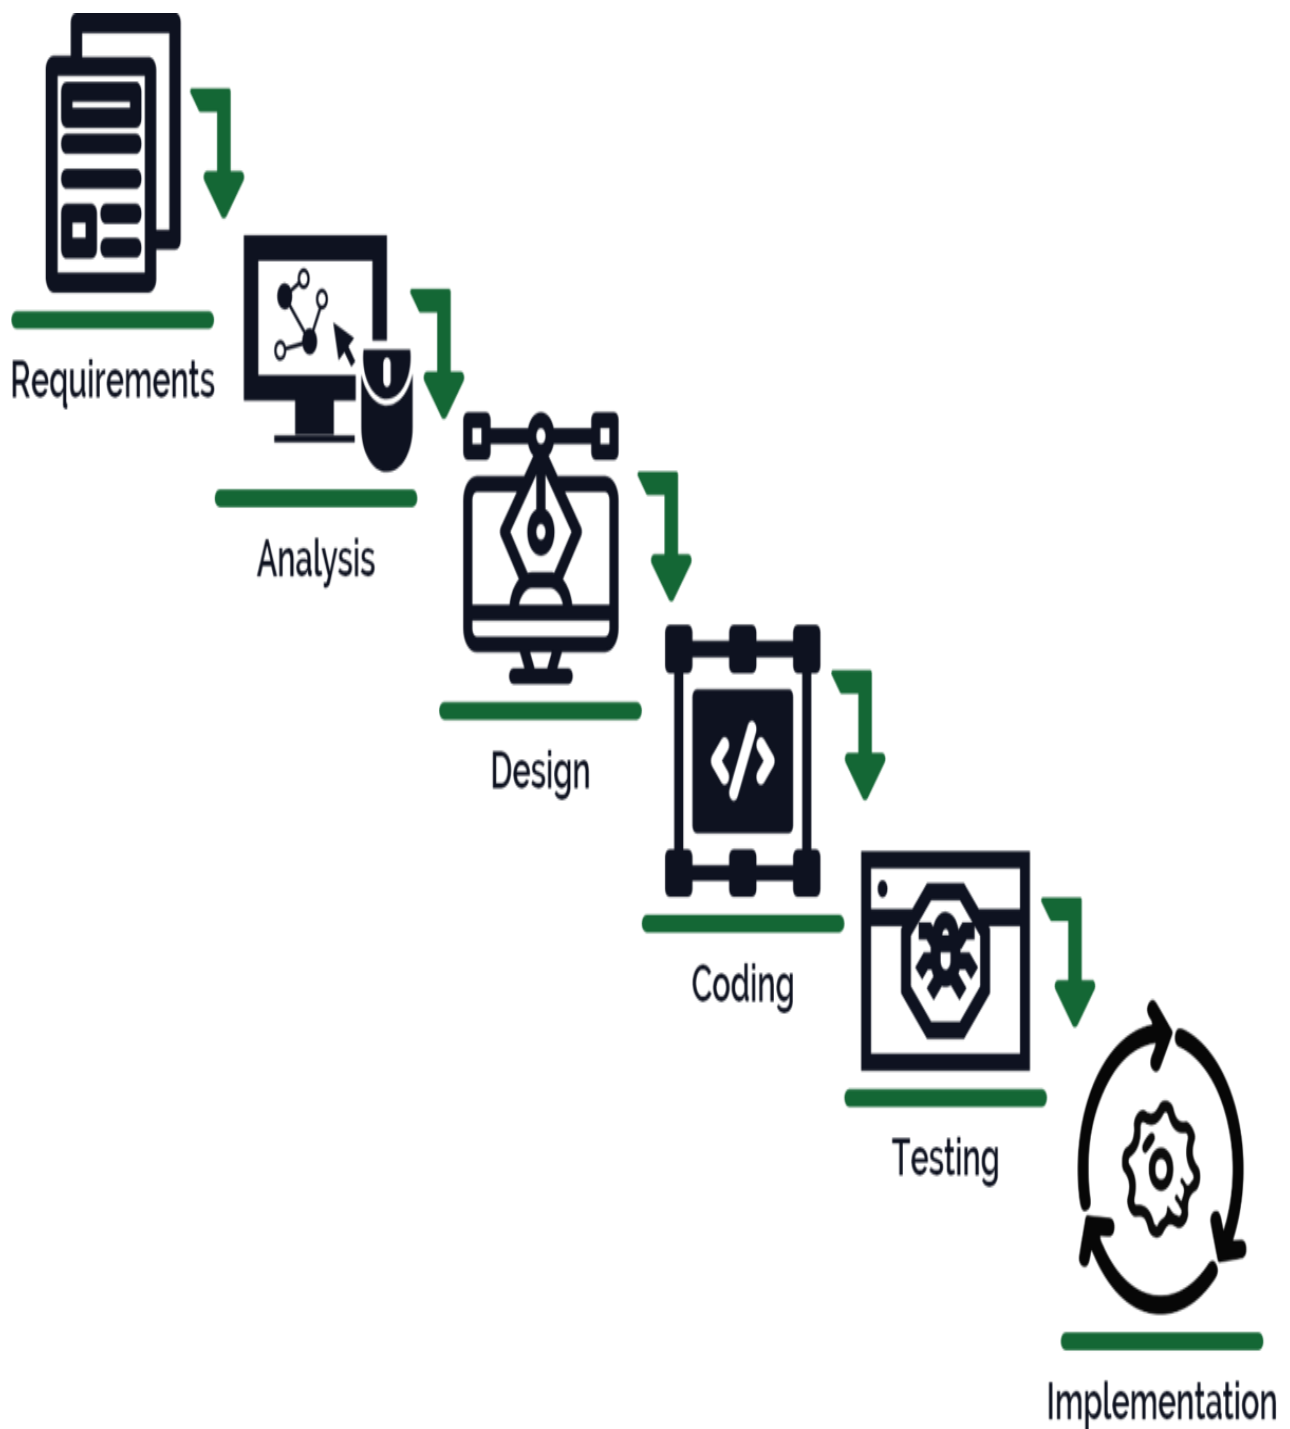 Requirements
Analysis
Design
</>
Coding
Testing
Implementation